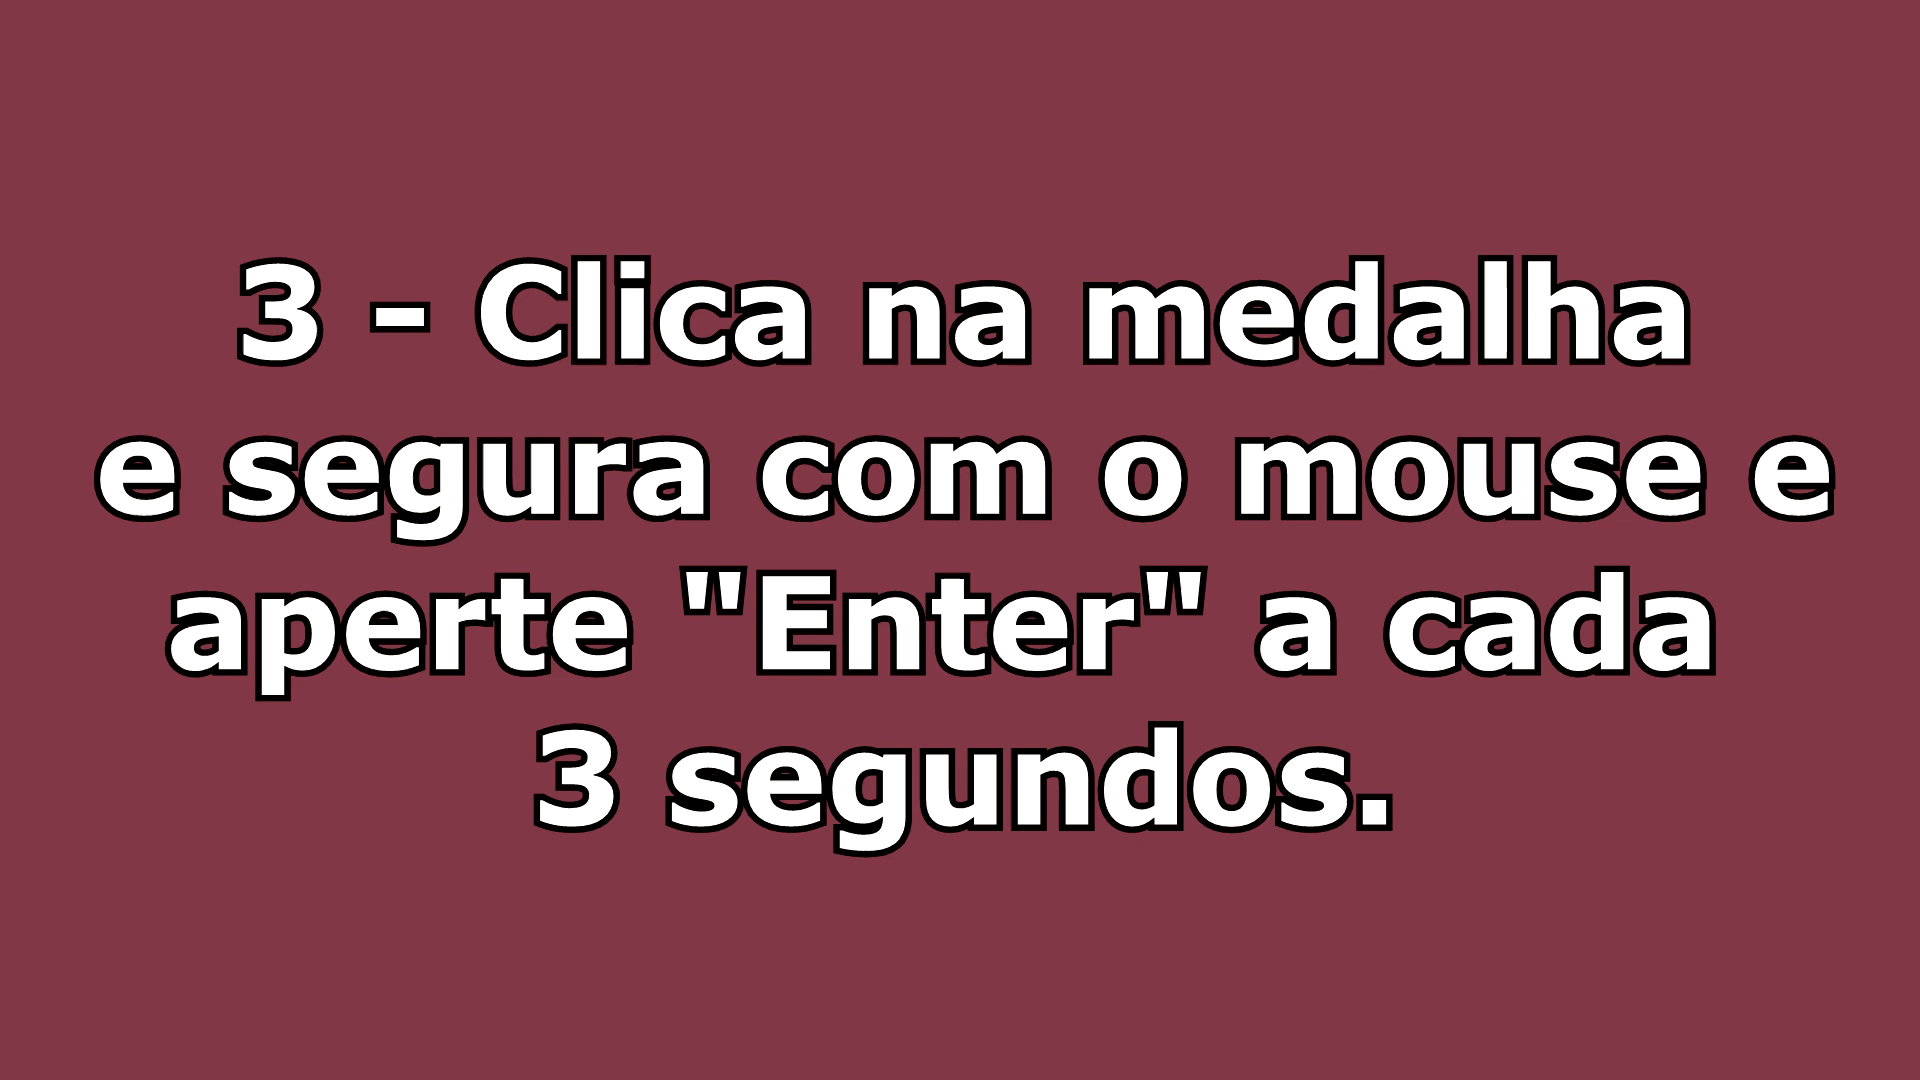 3 - Clica na medalha
e segura com o mouse e
aperte "Enter" a cada
3 segundos.